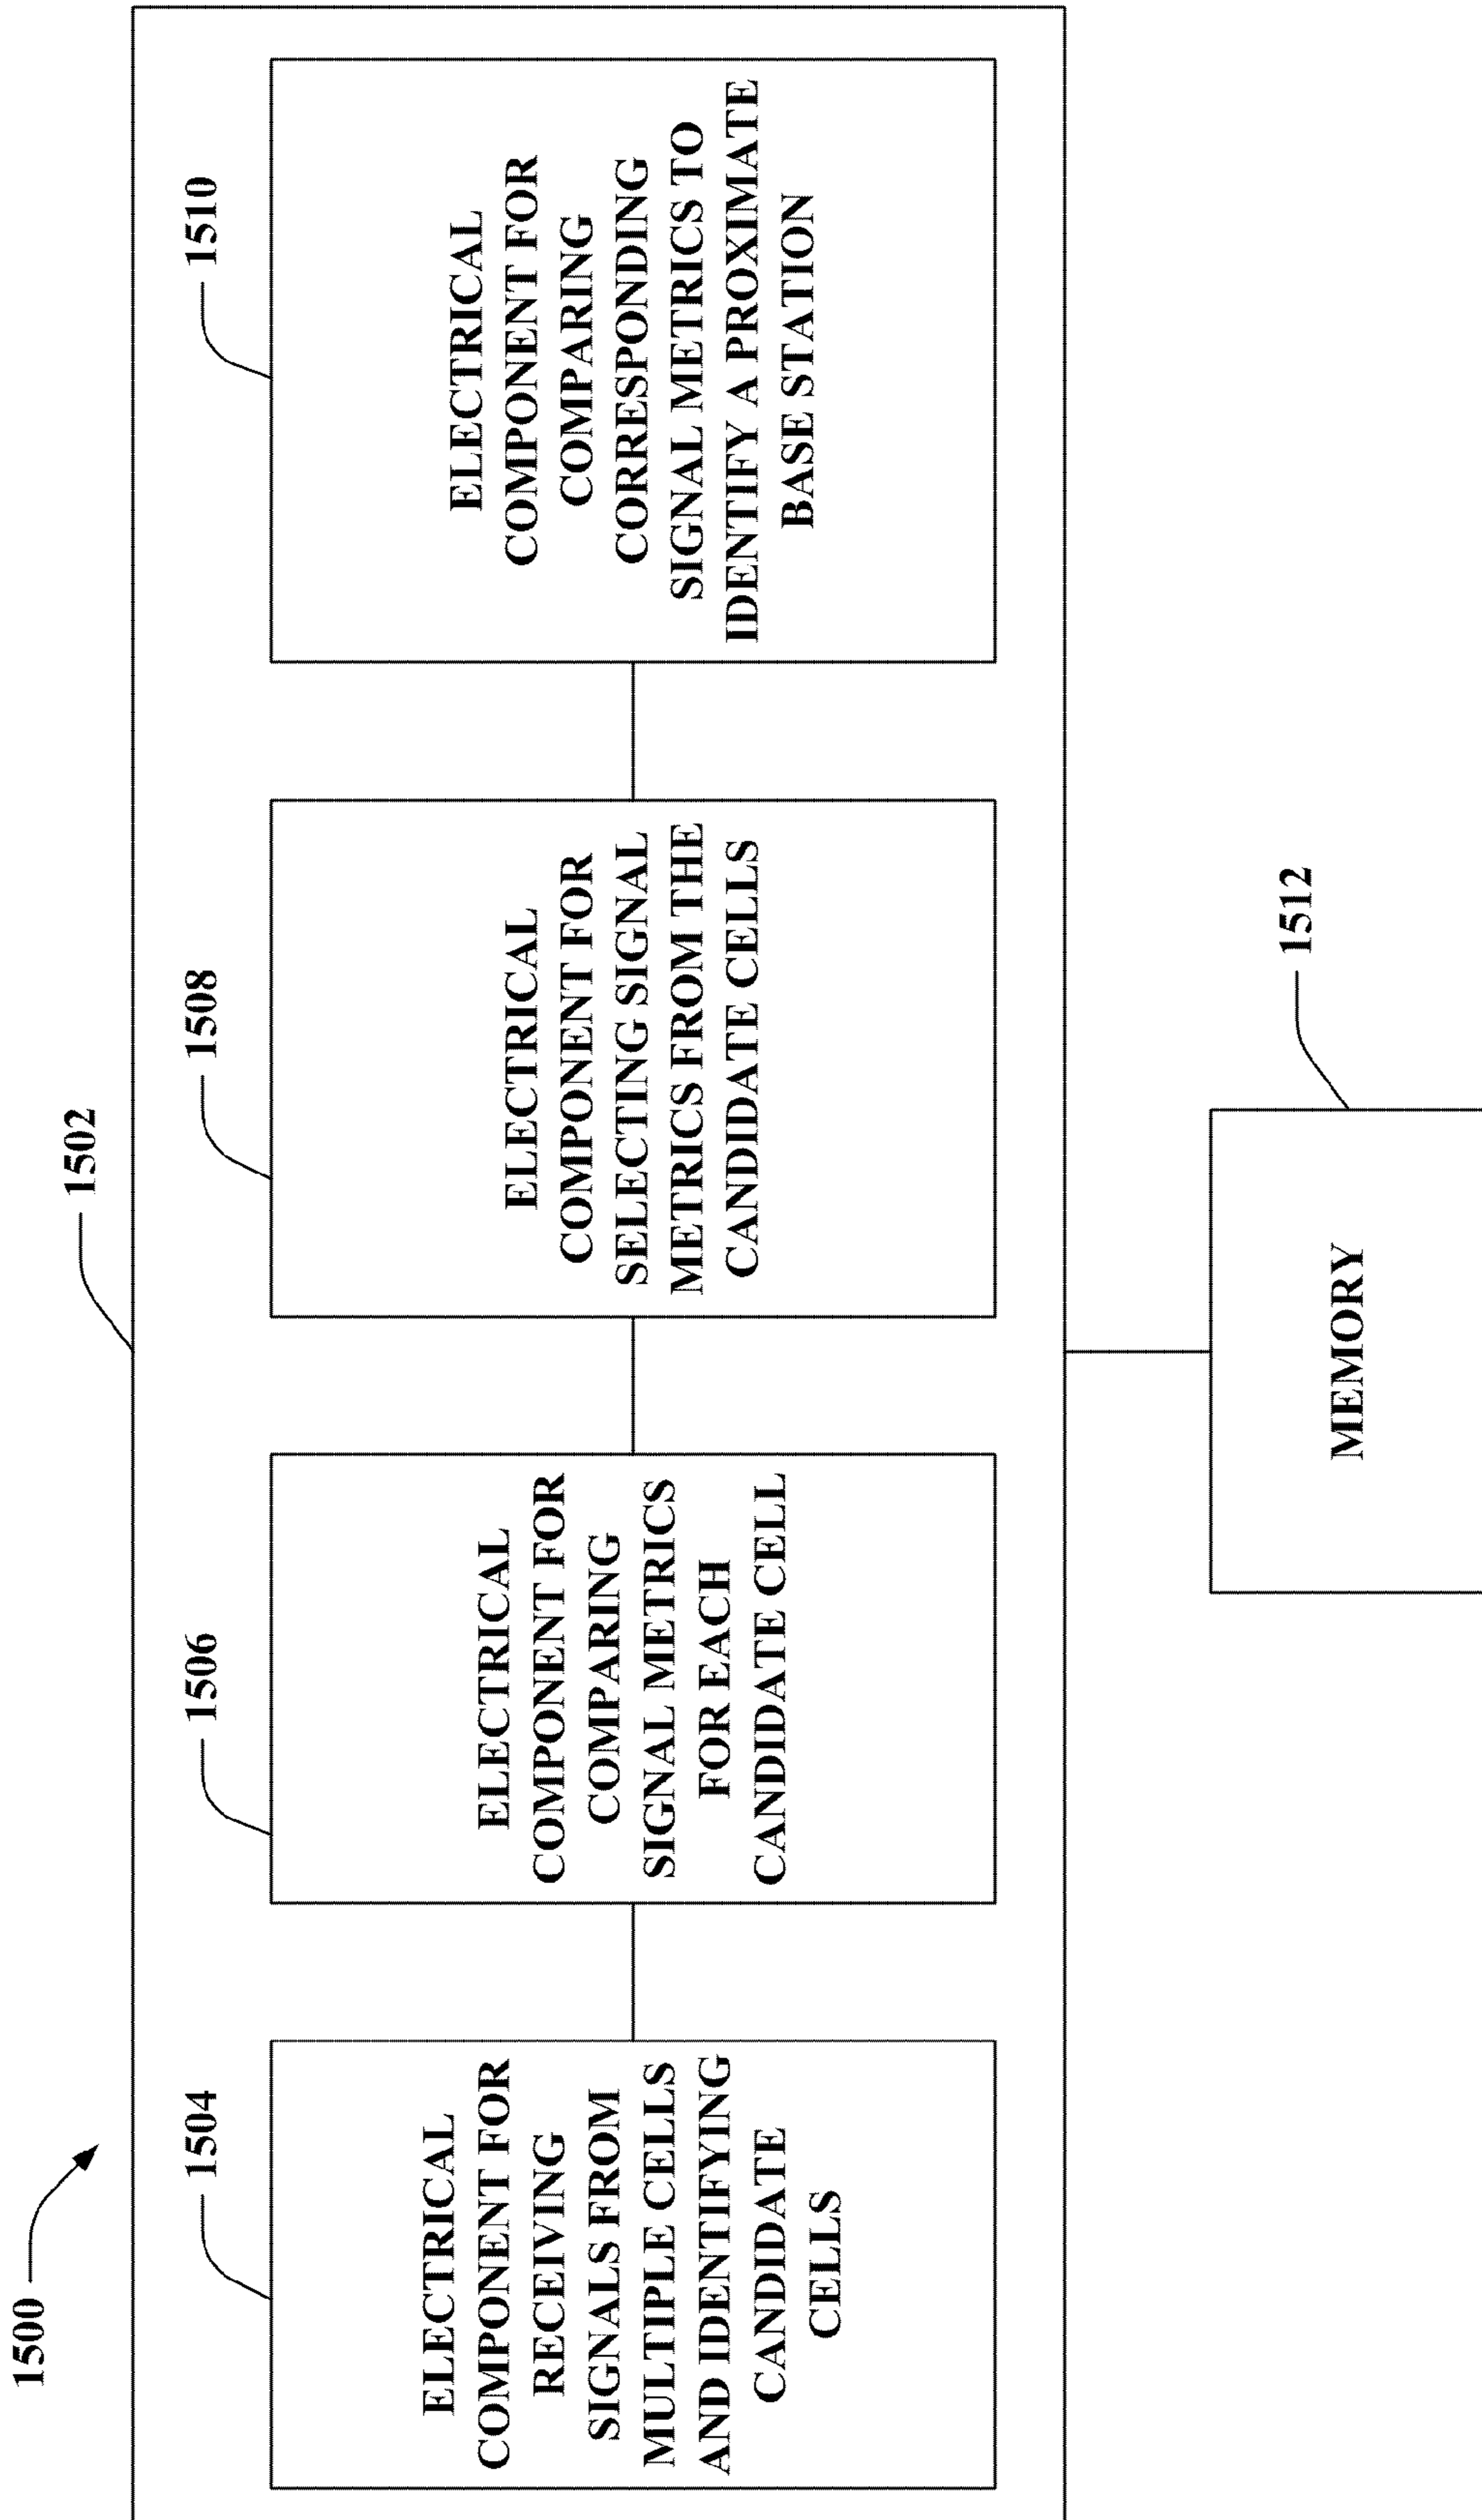 1500
1502
1504
ELECTRICAL
COMPONENT FOR
RECEIVING
SIGNALS FROM
MULTIPLE CELLS
AND IDENTIFYING
CANDIDATE
CELLS
1506
ELECTRICAL
COMPONENT FOR
COMPARING
SIGNAL METRICS
FOR EACH
CANDIDATE CELL
1508
ELECTRICAL
COMPONENT FOR
SELECTING SIGNAL
METRICS FROM THE
CANDIDATE CELLS
1510
ELECTRICAL
COMPONENT FOR
COMPARING
CORRESPONDING
SIGNAL METRICS TO
IDENTIFY A PROXIMATE
BASE STATION
1512
MEMORY